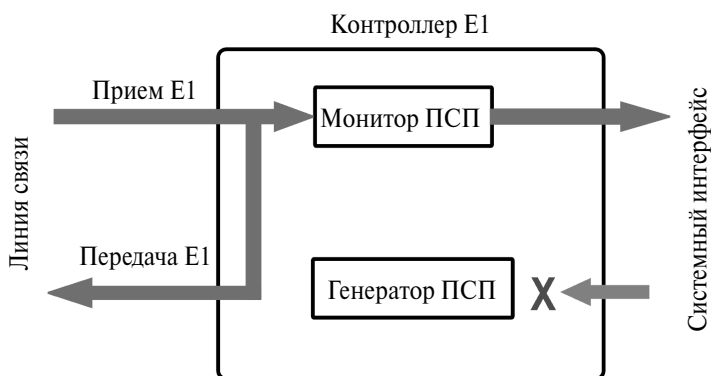 Контроллер E1
Прием E1
Монитор ПСП
Линия связи
Системный интерфейс
Передача E1
Генератор ПСП
X